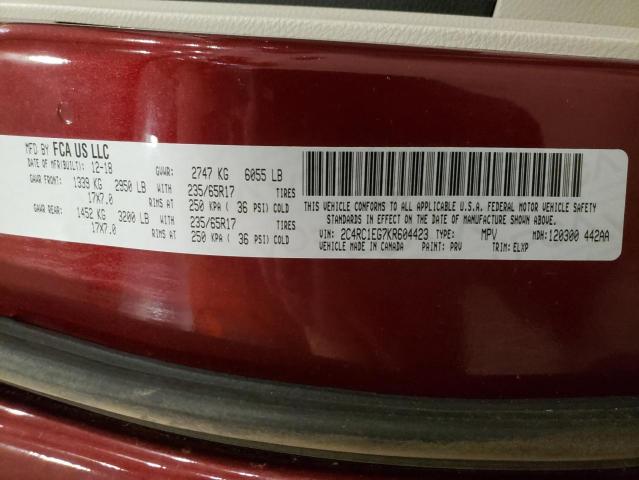 MFD BY FCA US LLC
DATE OF MFR(BUILT): 12-18 GVWR: 2747 KG 6055 LB
GAWR FRONT: 1339 KG 2950 LB WITH 235/65R17 TIRES
17X7.0 RIMS AT 250 KPA ( 36 PSI) COLD
GAWR REAR: 1452 KG 3200 LB WITH 235/65R17 TIRES
17X7.0 RIMS AT 250 KPA ( 36 PSI) COLD
THIS VEHICLE CONFORMS TO ALL APPLICABLE U.S.A. FEDERAL MOTOR VEHICLE SAFETY
STANDARDS IN EFFECT ON THE DATE OF MANUFACTURE SHOWN ABOVE.
VIN: 2C4RC1EG7KR604423 TYPE: MPV MDH: 120300 442AA
MADE IN CANADA PAINT: PRV TRIM: ELXP